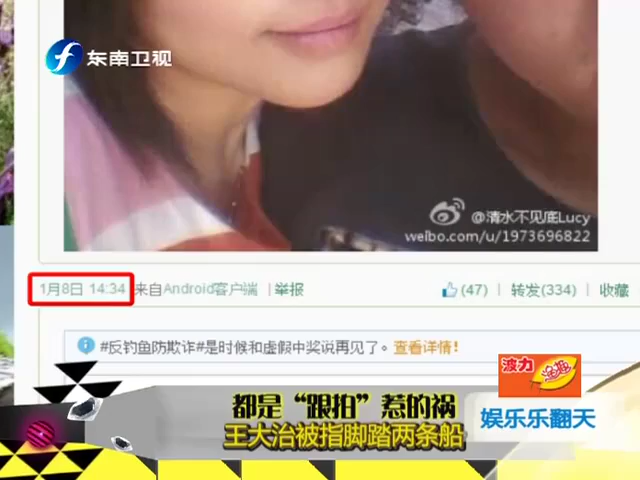 东南卫视
@清水不见底Lucy
weibo.com/u/1973696822
1月8日 14:34 来自Android客户端 | 举报 (47) | 转发(334) | 收藏
#反钓鱼防欺诈#是时候和虚假中奖说再见了。查看详情!
波力
渔趣
都是“跟拍”惹的祸
王大治被指脚踏两条船
娱乐乐翻天